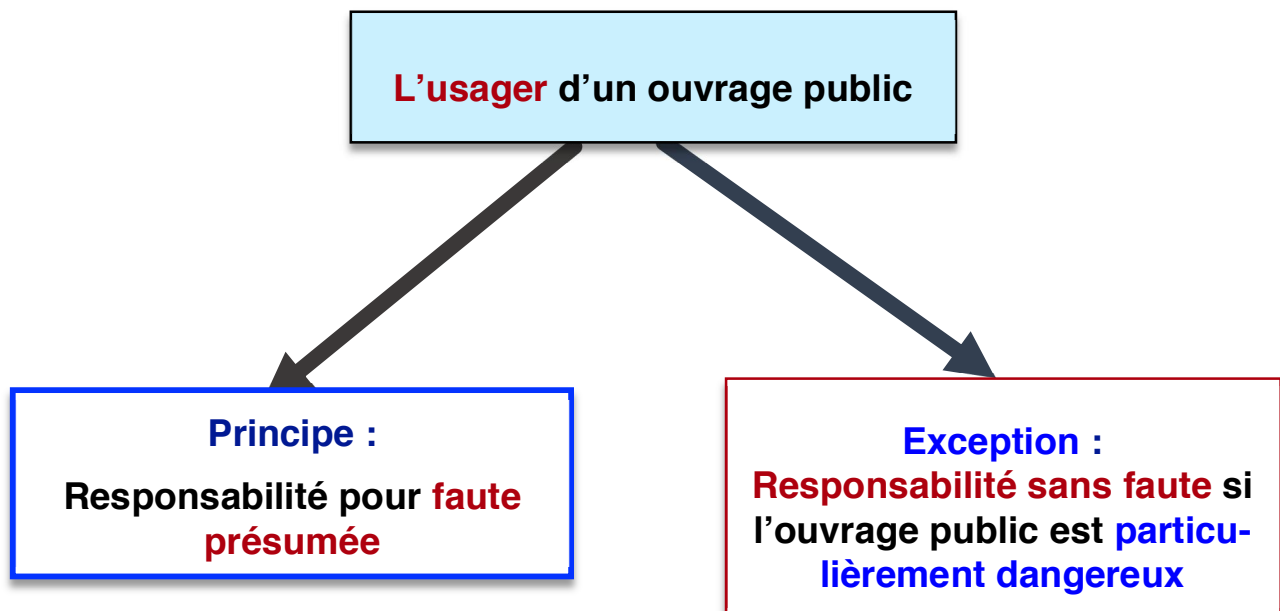 L’usager d’un ouvrage public
Principe :
Responsabilité pour faute
présumée
Exception :
Responsabilité sans faute si
l’ouvrage public est particu-
lièrement dangereux